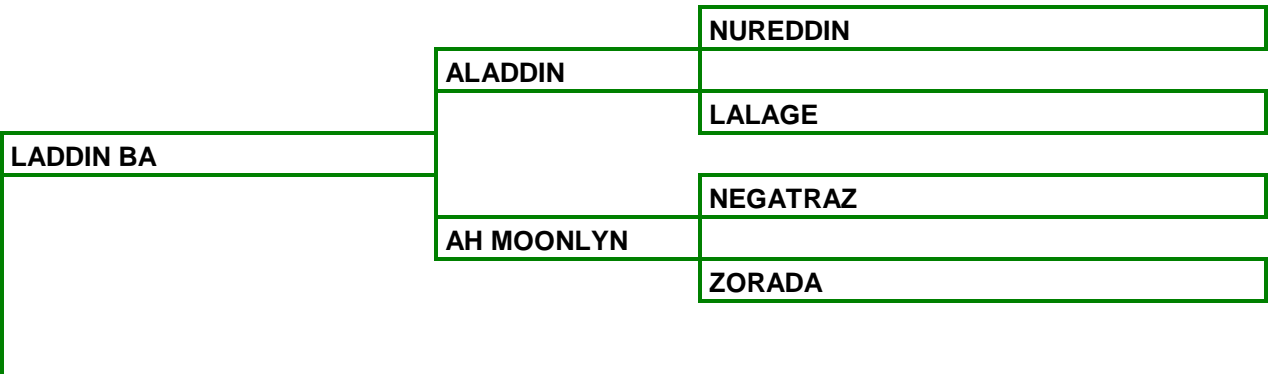 NUREDDIN
ALADDIN
LALAGE
LADDIN BA
NEGATRAZ
AH MOONLYN
ZORADA